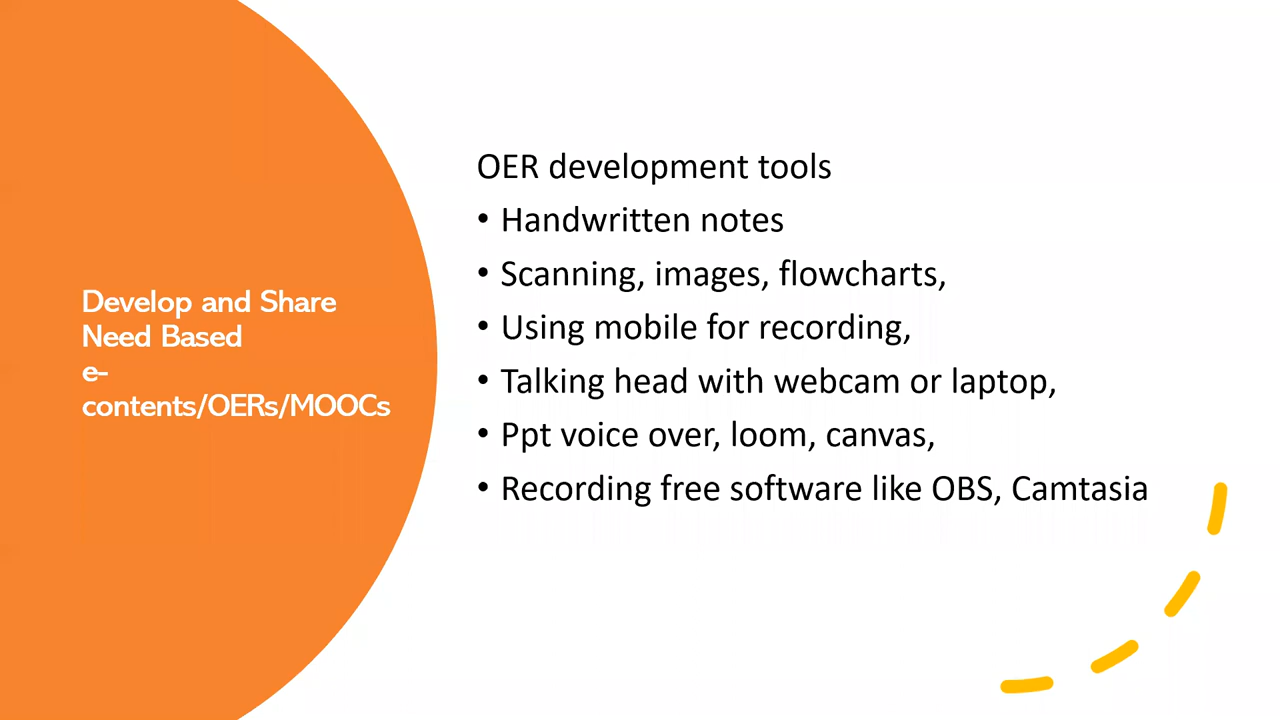 Develop and Share
Need Based
e-
contents/OERs/MOOCs
OER development tools
• Handwritten notes
• Scanning, images, flowcharts,
• Using mobile for recording,
• Talking head with webcam or laptop,
• Ppt voice over, loom, canvas,
• Recording free software like OBS, Camtasia